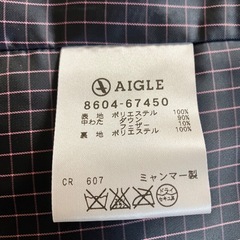 AIGLE
8604-67450
表 地 ポリエステル 100%
中わた ダウン 90%
フェザー 10%
裏 地 ポリエステル 100%
CR 607 ミャンマー製